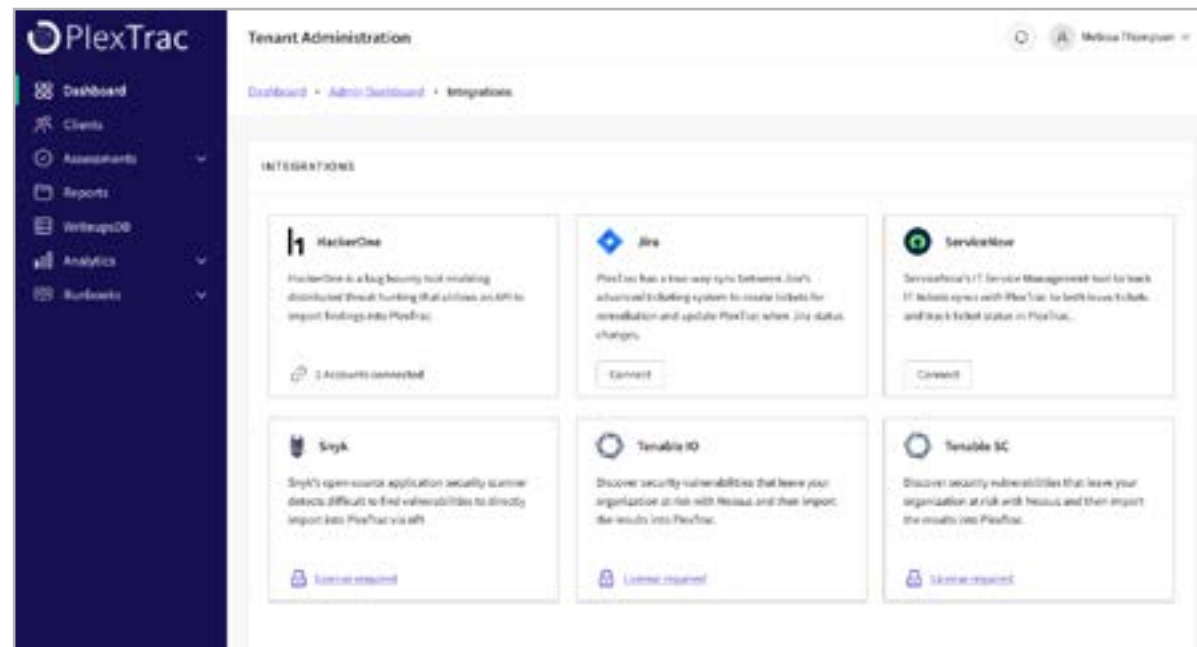 PlexTrac
Tenant Administration
Melissa Thompson
Dashboard
Clients
Assessments
Reports
WriteupsDB
Analytics
Runbooks
Dashboard • Admin Dashboard • Integrations
INTEGRATIONS
HackerOne
HackerOne is a bug bounty tool enabling
distributed threat hunting that utilizes an API to
import findings into PlexTrac.
Accounts connected
Jira
PlexTrac has a two-way sync between Jira's
advanced ticketing system to create tickets for
remediation and update PlexTrac when Jira status
changes.
Connect
ServiceNow
ServiceNow's IT Service Management tool to track
IT tickets syncs with PlexTrac to both issue tickets
and track ticket status in PlexTrac.
Connect
Snyk
Snyk's open-source application security scanner
detects difficult to find vulnerabilities to directly
import into PlexTrac via API
License required
Tenable IO
Discover security vulnerabilities that leave your
organization at risk with Nessus and then import
the results into PlexTrac.
License required
Tenable SC
Discover security vulnerabilities that leave your
organization at risk with Nessus and then import
the results into PlexTrac.
License required